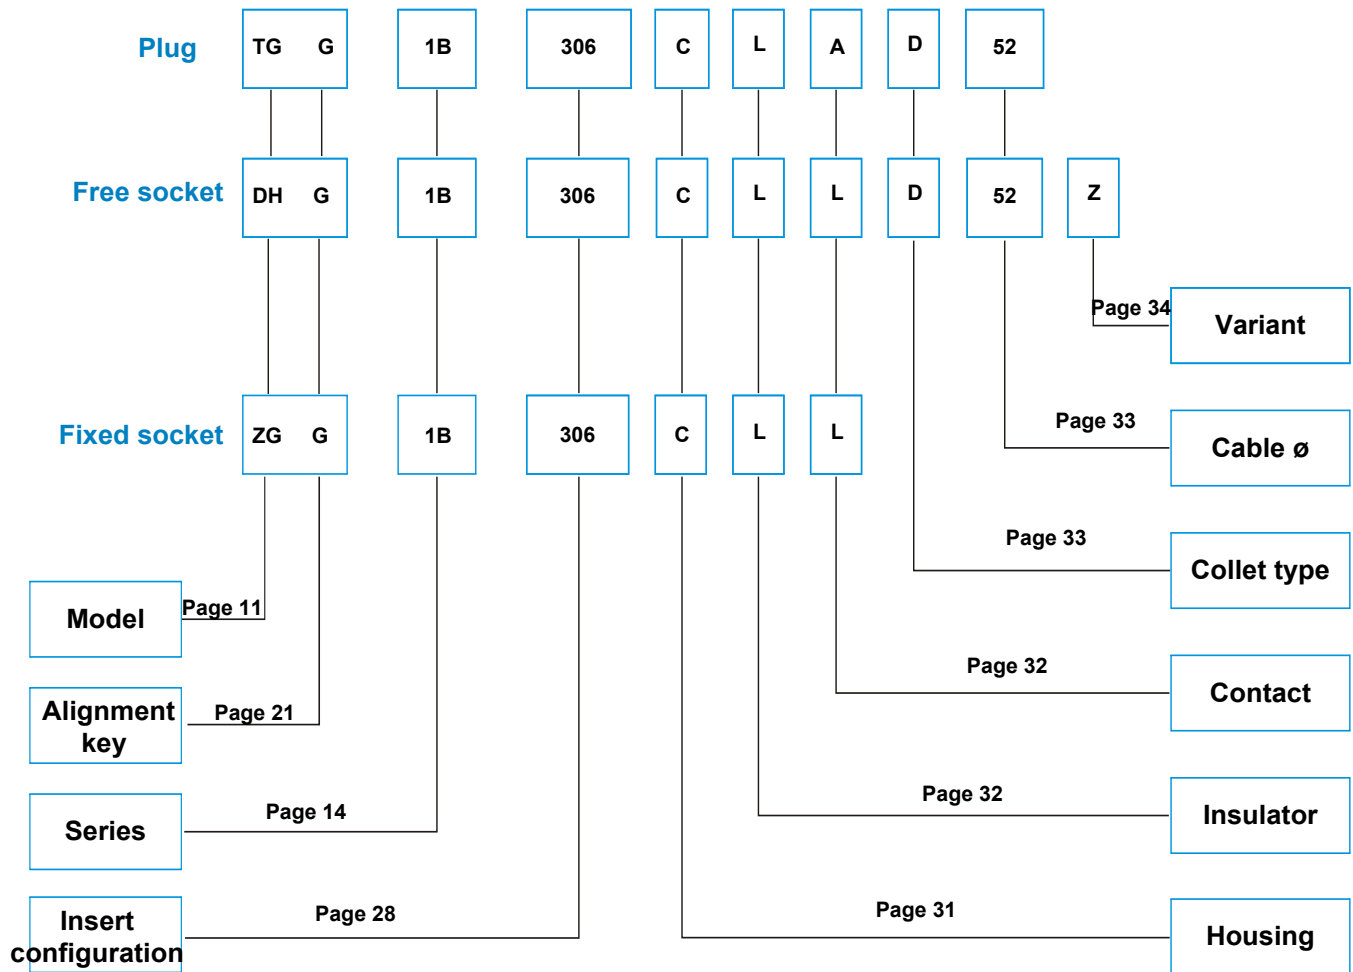 Plug TG G 1B 306 C L A D 52
Free socket DH G 1B 306 C L L D 52 Z
Page 34 Variant
Fixed socket ZG G 1B 306 C L L
Page 33 Cable ø
Page 33 Collet type
Model Page 11
Page 32 Contact
Alignment
key
Page 21
Page 32 Insulator
Series Page 14
Insert
configuration
Page 28
Page 31 Housing